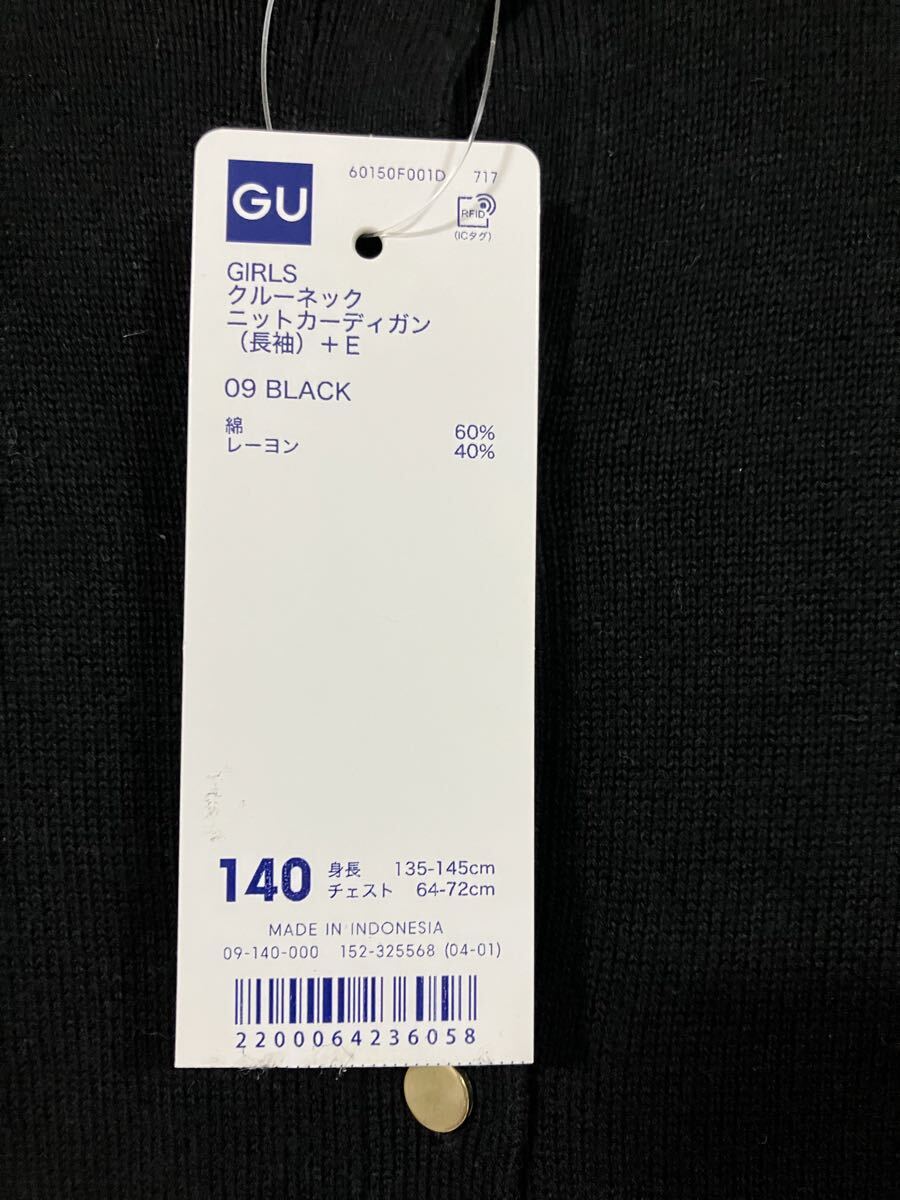 60150F001D 717
GU
RFID
(ICタグ)
GIRLS
クルーネック
ニットカーディガン
（長袖）＋E
09 BLACK
綿 60%
レーヨン 40%
140 身長 135-145cm
チェスト 64-72cm
MADE IN INDONESIA
09-140-000 152-325568 (04-01)
2200064236058